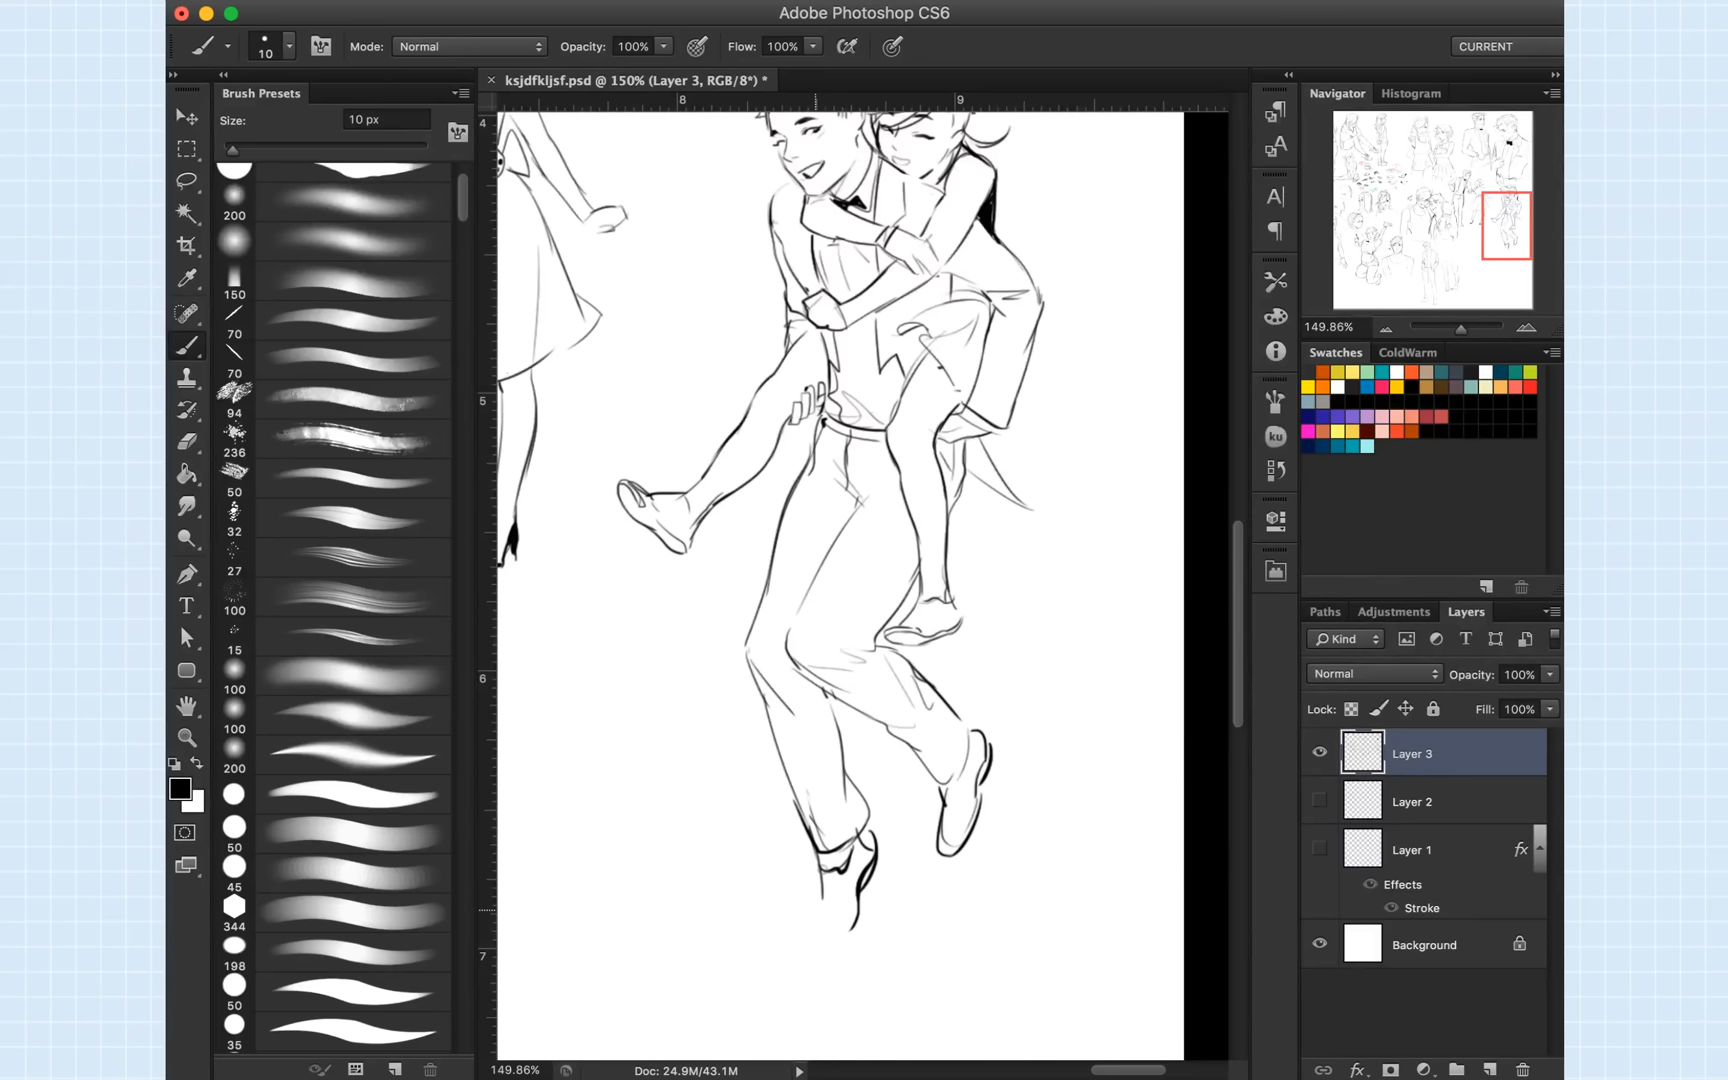 Adobe Photoshop CS6
10 Mode: Normal Opacity: 100% Flow: 100% CURRENT
ksjdfkljsf.psd @ 150% (Layer 3, RGB/8*) *
Brush Presets
Size: 10 px
200
150
70
70
94
236
50
32
27
100
15
100
100
200
50
45
344
198
50
35
8 9
4
5
6
7
149.86% Doc: 24.9M/43.1M
Navigator Histogram
149.86%
Swatches ColdWarm
ku
Paths Adjustments Layers
Kind
Normal Opacity: 100%
Lock: Fill: 100%
Layer 3
Layer 2
Layer 1 fx
Effects
Stroke
Background
fx